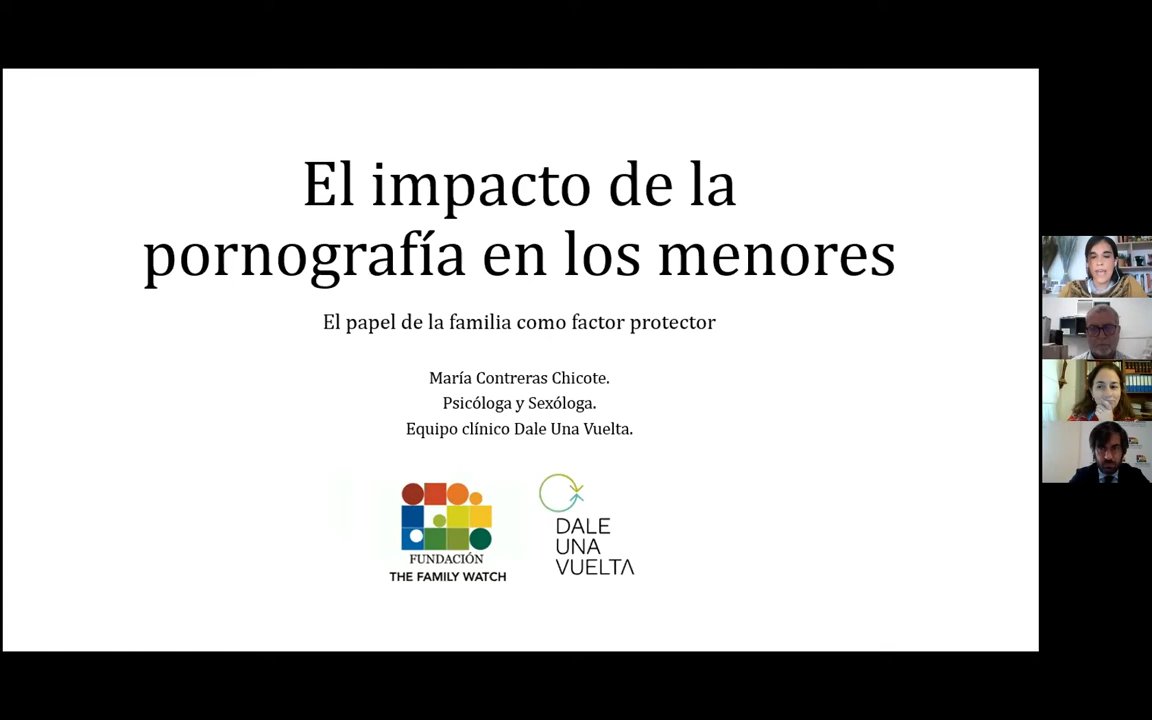 El impacto de la
pornografía en los menores
El papel de la familia como factor protector
María Contreras Chicote.
Psicóloga y Sexóloga.
Equipo clínico Dale Una Vuelta.
FUNDACIÓN
THE FAMILY WATCH
DALE
UNA
VUELTA